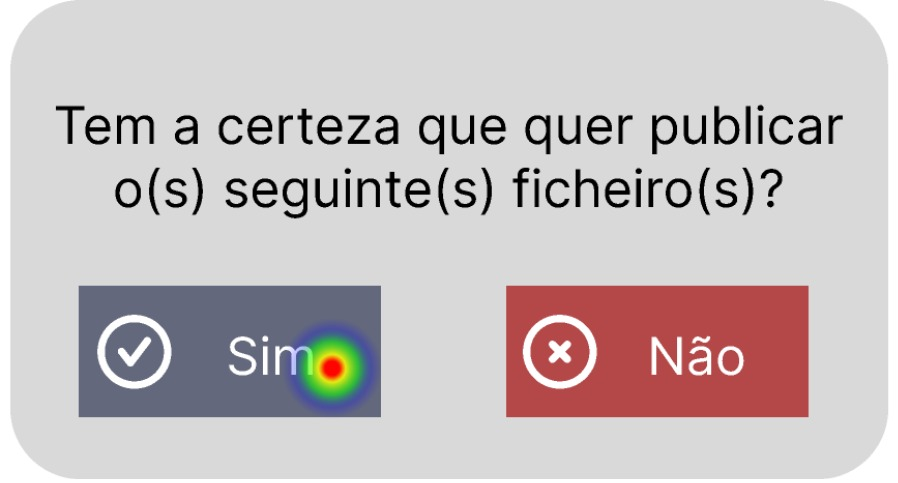 Tem a certeza que quer publicar
o(s) seguinte(s) ficheiro(s)?
Sim
Não